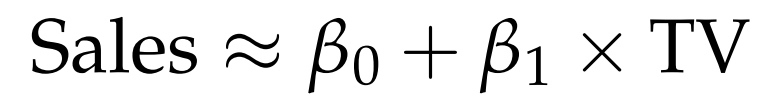 Sales ≈ β₀ + β₁ × TV